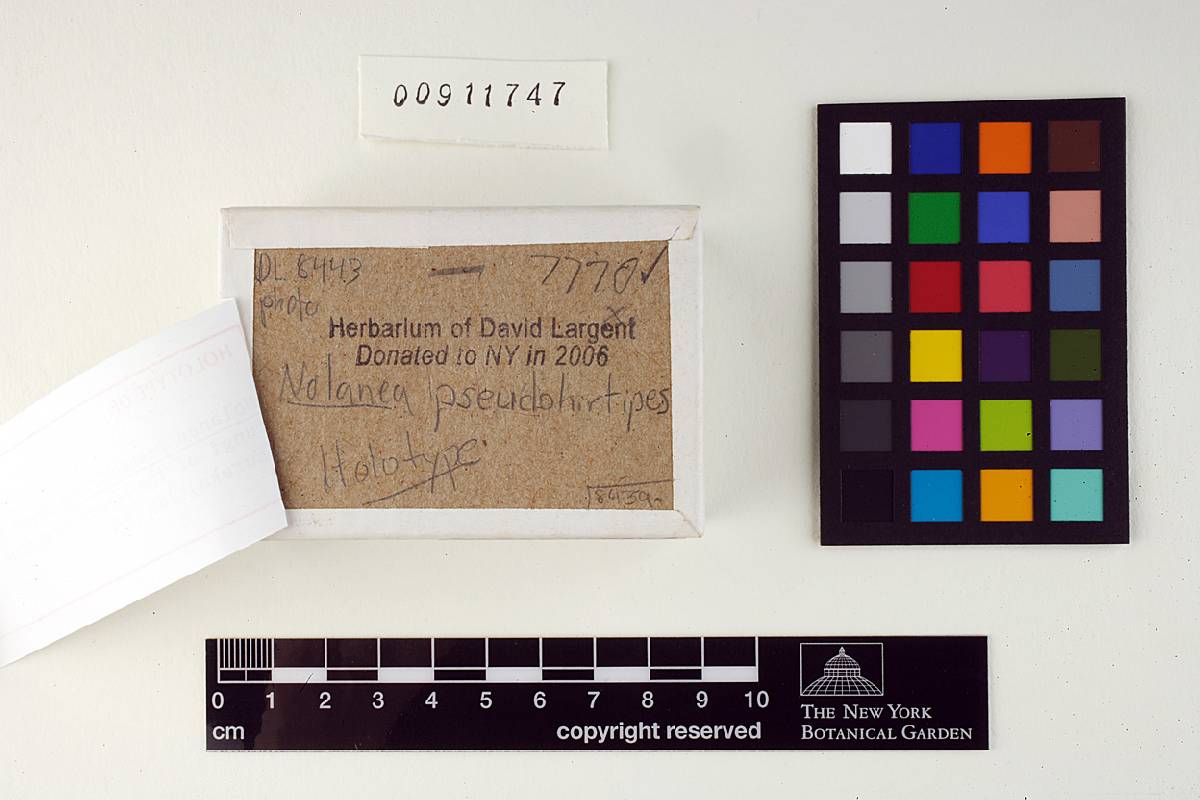 00911747
DL 8443
photo
Herbarium of David Largent
Donated to NY in 2006
Nolanea pseudohirtipes
Holotype
0 1 2 3 4 5 6 7 8 9 10
cm
copyright reserved
THE NEW YORK
BOTANICAL GARDEN